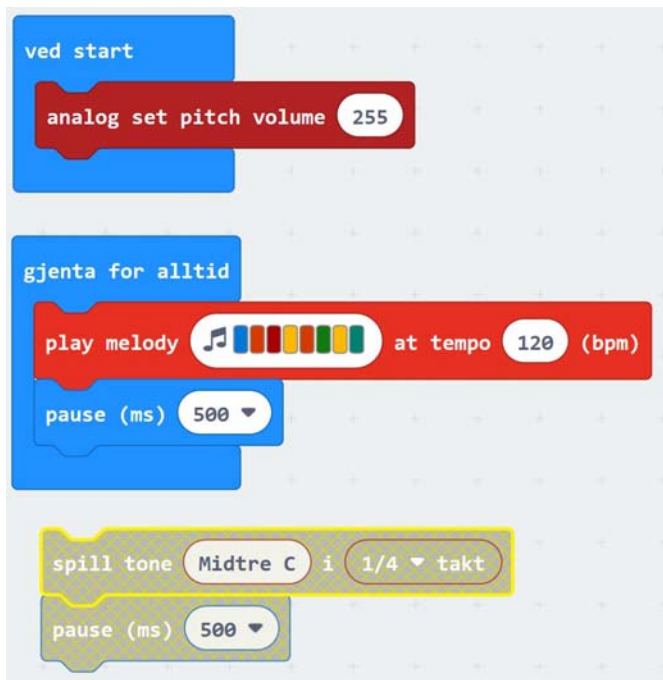 ved start
analog set pitch volume 255
gjenta for alltid
play melody at tempo 120 (bpm)
pause (ms) 500
spill tone Midtre C i 1/4 takt
pause (ms) 500